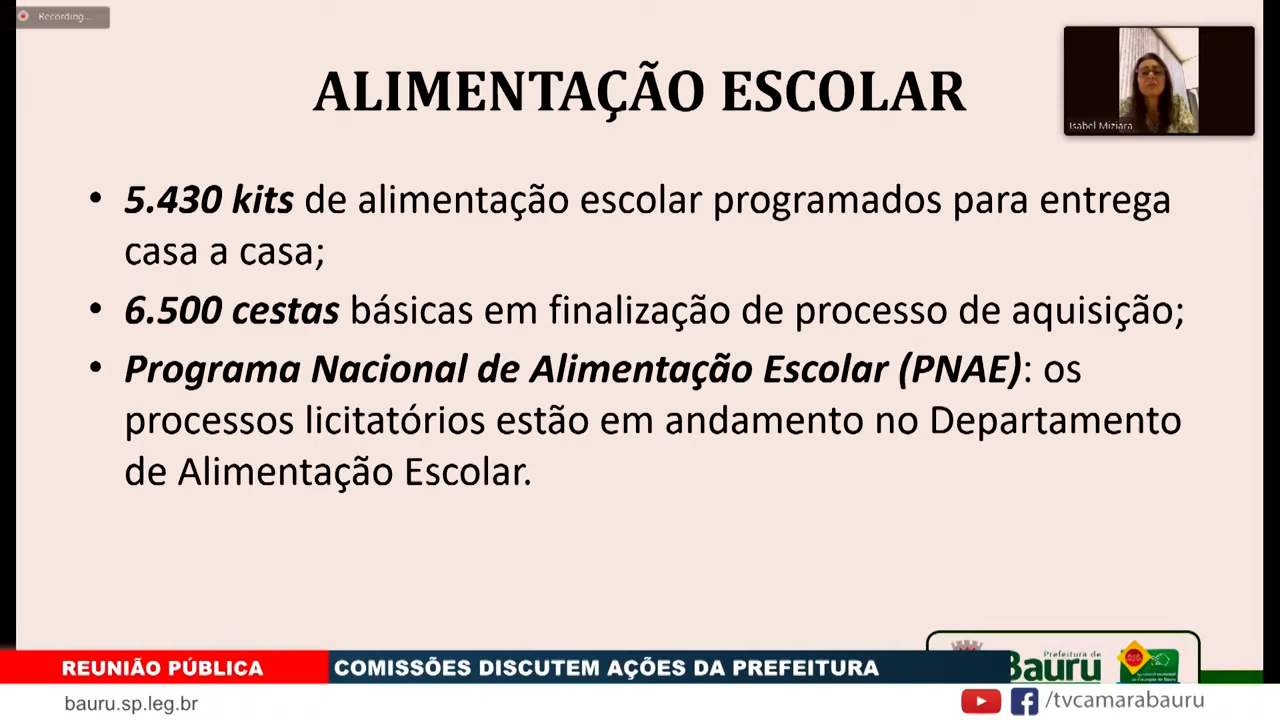 Recording...
ALIMENTAÇÃO ESCOLAR
Isabel Miziara
• 5.430 kits de alimentação escolar programados para entrega
casa a casa;
• 6.500 cestas básicas em finalização de processo de aquisição;
• Programa Nacional de Alimentação Escolar (PNAE): os
processos licitatórios estão em andamento no Departamento
de Alimentação Escolar.
Prefeitura de
Bauru
REUNIÃO PÚBLICA
COMISSÕES DISCUTEM AÇÕES DA PREFEITURA
bauru.sp.leg.br
/tvcamarabauru